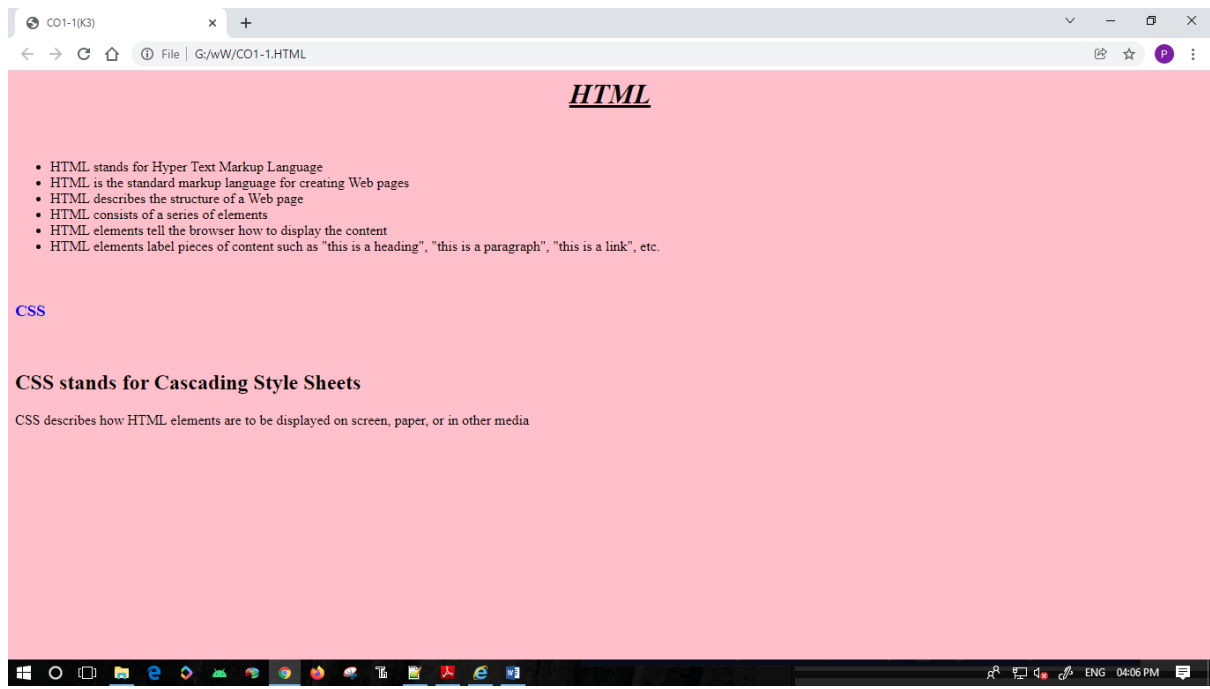 CO1-1(K3)
File G:/wW/CO1-1.HTML
P
HTML
HTML stands for Hyper Text Markup Language
HTML is the standard markup language for creating Web pages
HTML describes the structure of a Web page
HTML consists of a series of elements
HTML elements tell the browser how to display the content
HTML elements label pieces of content such as "this is a heading", "this is a paragraph", "this is a link", etc.
CSS
CSS stands for Cascading Style Sheets
CSS describes how HTML elements are to be displayed on screen, paper, or in other media
ENG 04:06 PM